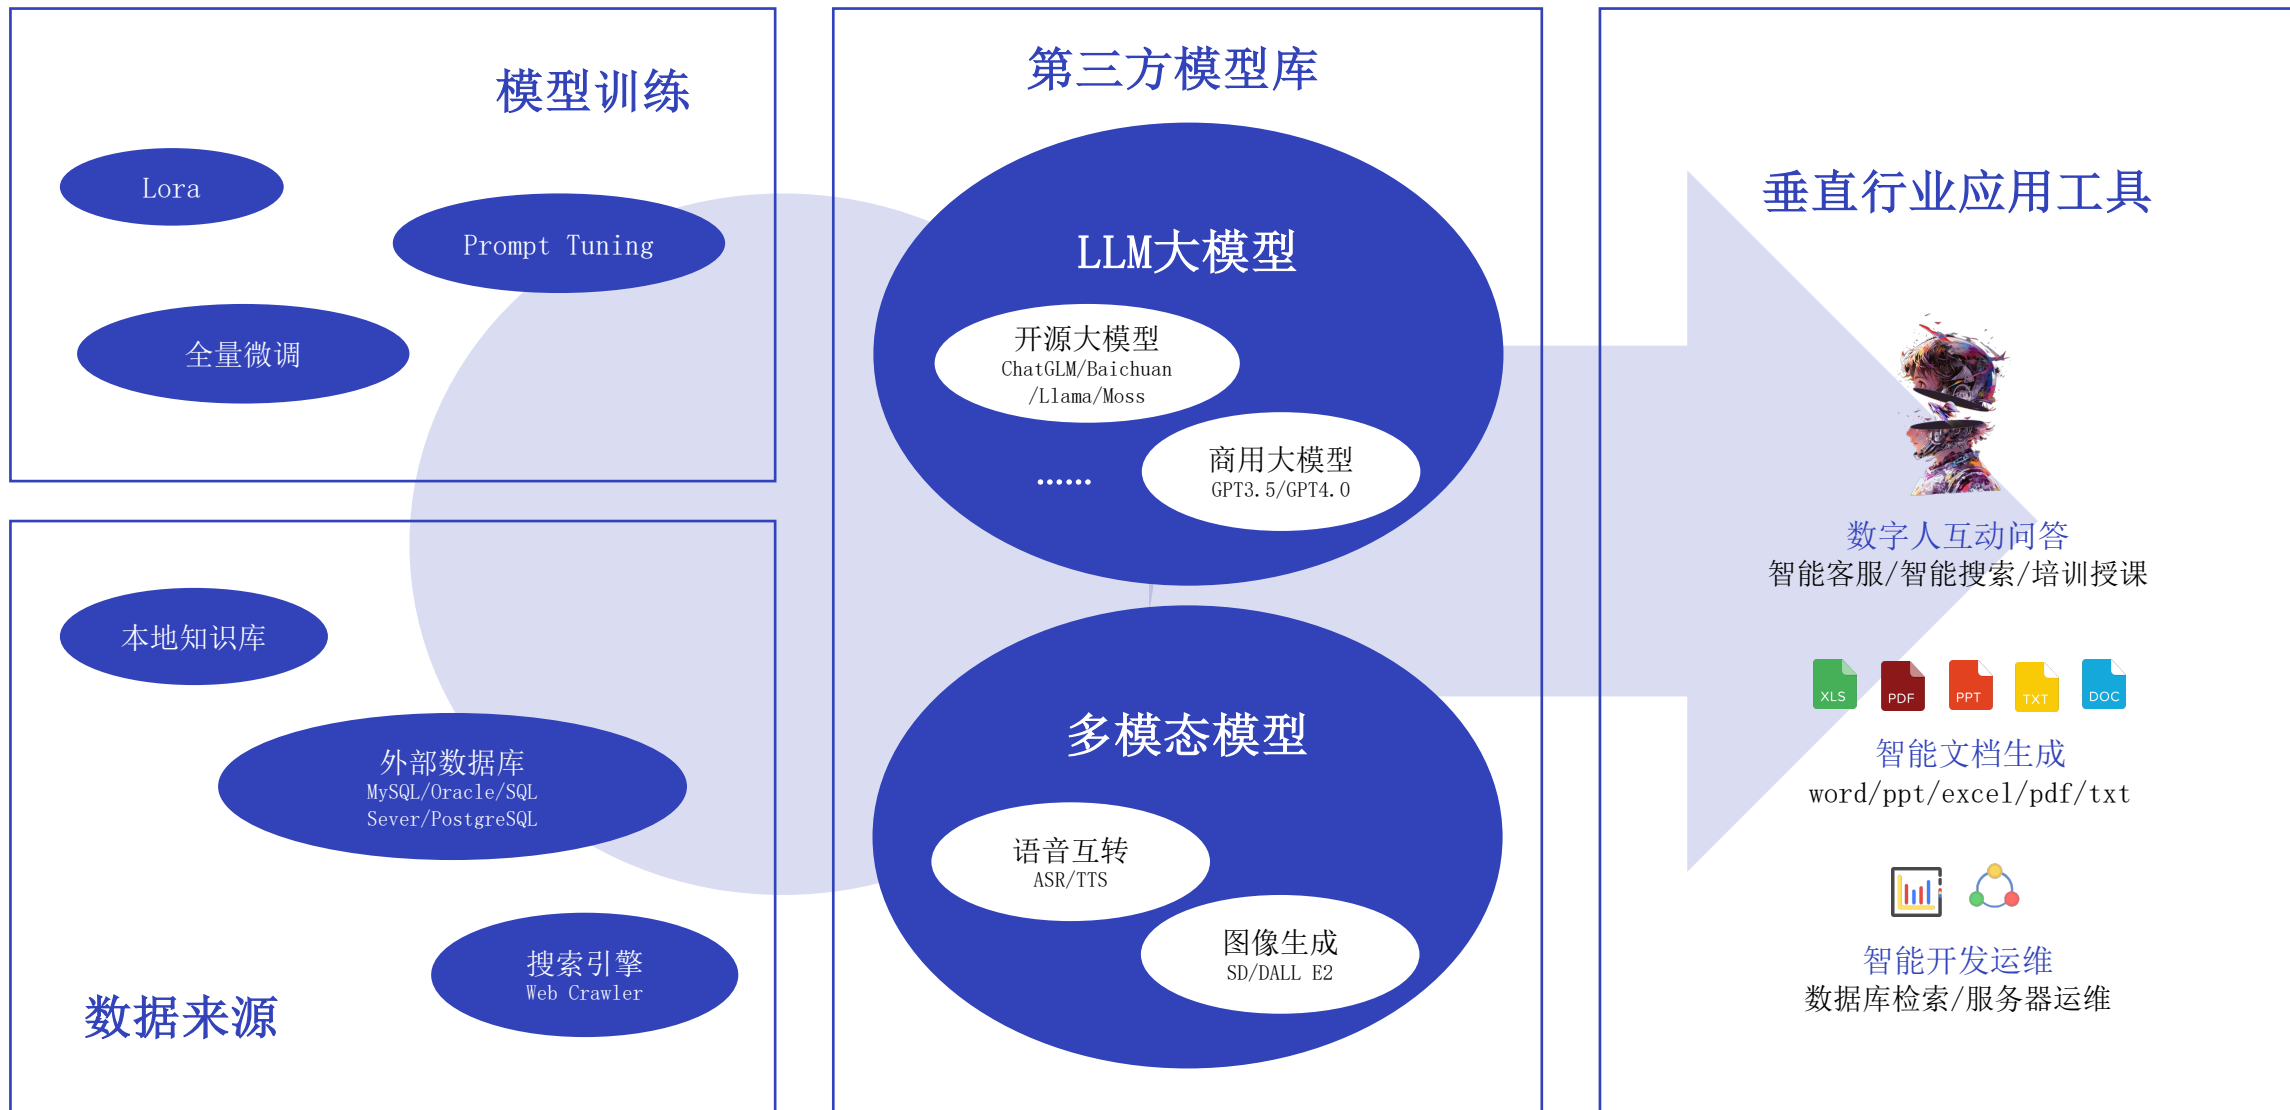 模型训练
Lora
Prompt Tuning
全量微调
本地知识库
外部数据库
MySQL/Oracle/SQL
Sever/PostgreSQL
搜索引擎
Web Crawler
数据来源
第三方模型库
LLM大模型
开源大模型
ChatGLM/Baichuan
/Llama/Moss
商用大模型
GPT3.5/GPT4.0
······
多模态模型
语音互转
ASR/TTS
图像生成
SD/DALL E2
垂直行业应用工具
数字人互动问答
智能客服/智能搜索/培训授课
XLS PDF PPT TXT DOC
智能文档生成
word/ppt/excel/pdf/txt
智能开发运维
数据库检索/服务器运维